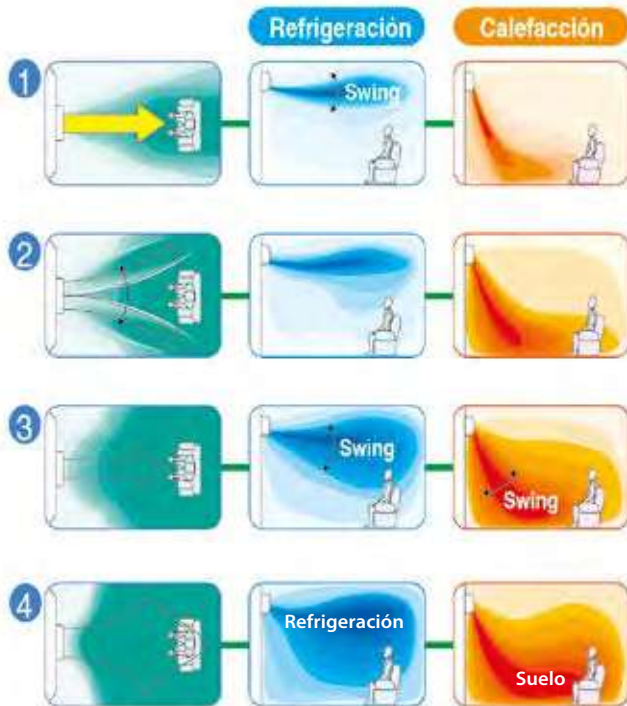 Refrigeración Calefacción
1
Swing
2
3
Swing
Swing
4
Refrigeración
Suelo